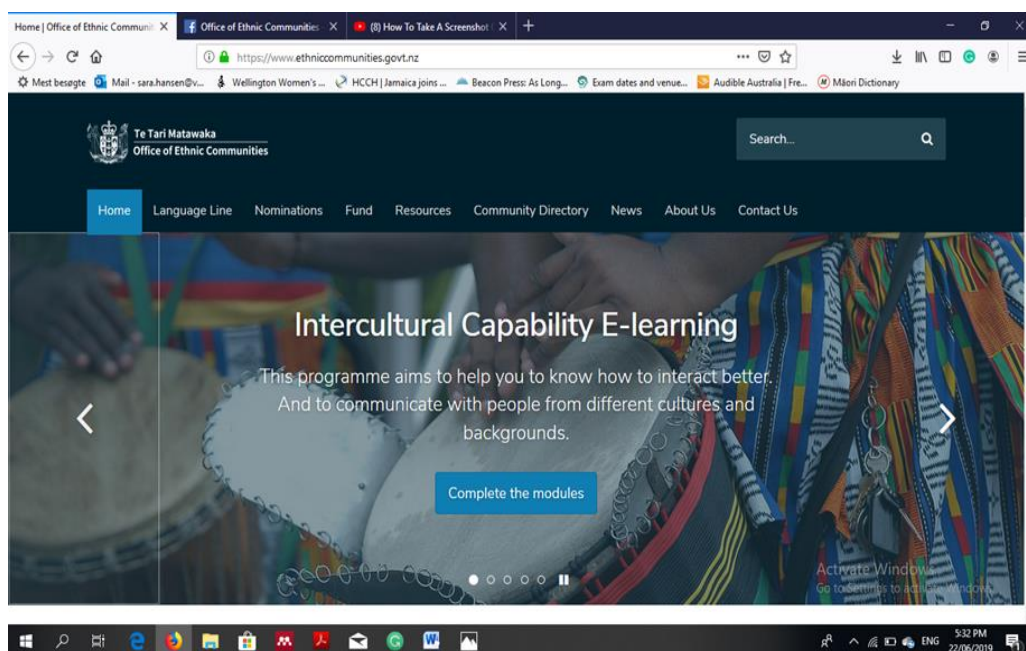 Home | Office of Ethnic Communit
Office of Ethnic Communities -
(8) How To Take A Screenshot (
https://www.ethniccommunities.govt.nz
Mest besøgte
Mail - sara.hansen@v...
Wellington Women's ...
HCCH | Jamaica joins ...
Beacon Press: As Long...
Exam dates and venue...
Audible Australia | Fre...
Māori Dictionary
Te Tari Matawaka
Office of Ethnic Communities
Search...
Home Language Line Nominations Fund Resources Community Directory News About Us Contact Us
Intercultural Capability E-learning
This programme aims to help you to know how to interact better.
And to communicate with people from different cultures and
backgrounds.
Complete the modules
Activate Windows
Go to Settings to activate Windows.
ENG
5:32 PM
22/06/2019